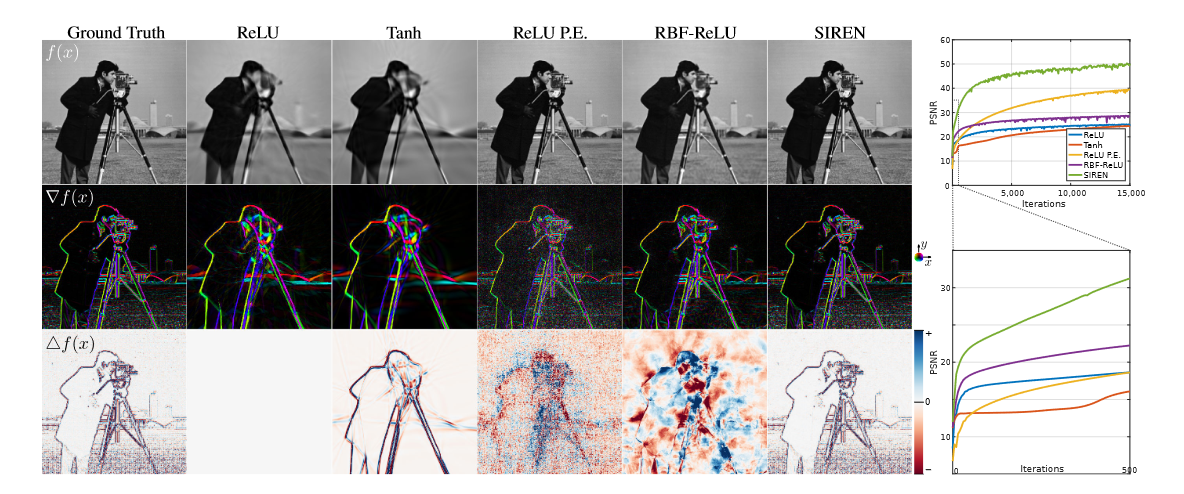 Ground Truth
ReLU
Tanh
ReLU P.E.
RBF-ReLU
SIREN
f(x)
∇f(x)
△f(x)
y
x
+
0
−
60
50
40
30
20
10
0
PSNR
5,000
10,000
15,000
Iterations
ReLU
Tanh
ReLU P.E.
RBF-ReLU
SIREN
30
20
10
PSNR
0
Iterations
500